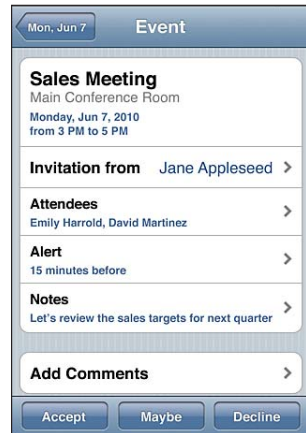 Mon, Jun 7
Event
Sales Meeting
Main Conference Room
Monday, Jun 7, 2010
from 3 PM to 5 PM
Invitation from Jane Appleseed
Attendees
Emily Harrold, David Martinez
Alert
15 minutes before
Notes
Let's review the sales targets for next quarter
Add Comments
Accept Maybe Decline